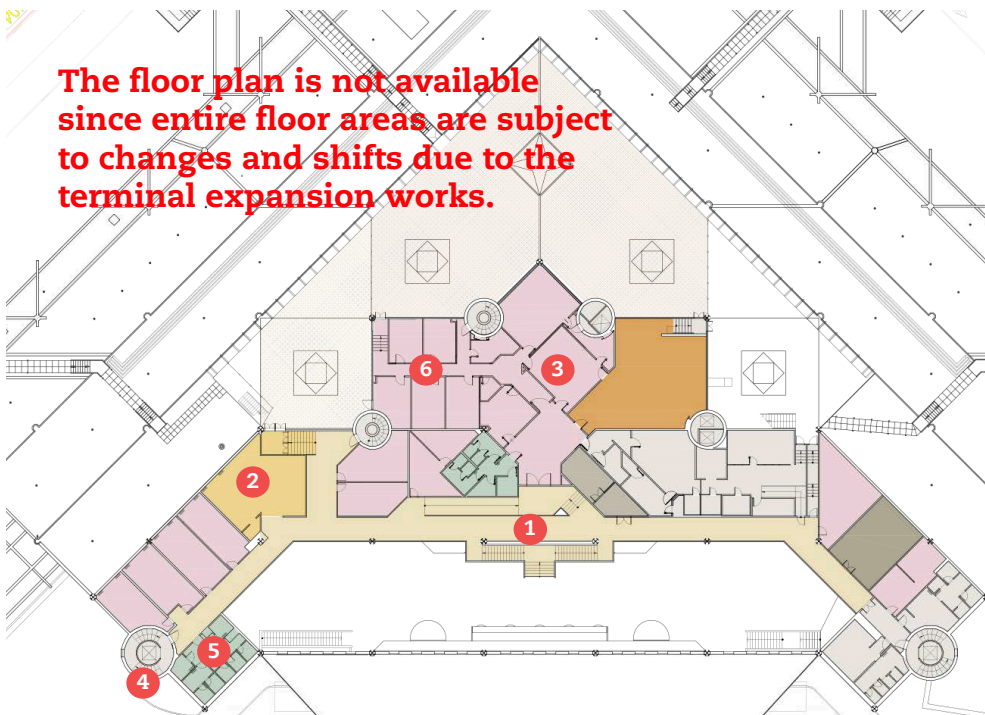 The floor plan is not available
since entire floor areas are subject
to changes and shifts due to the
terminal expansion works.
6
3
2
1
5
4